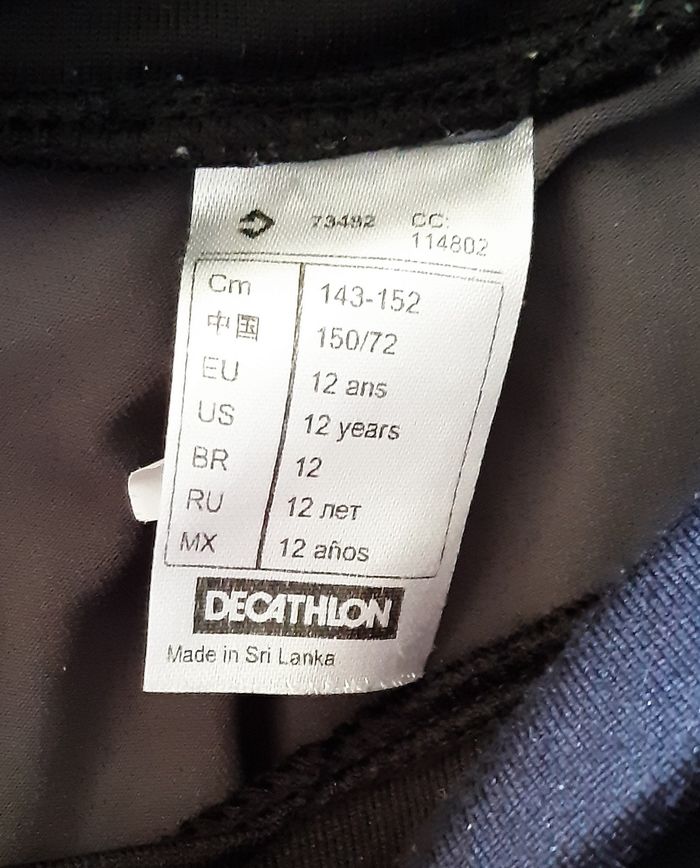 73482 CC:
114802
Cm 143-152
中国 150/72
EU 12 ans
US 12 years
BR 12
RU 12 лет
MX 12 años
DECATHLON
Made in Sri Lanka